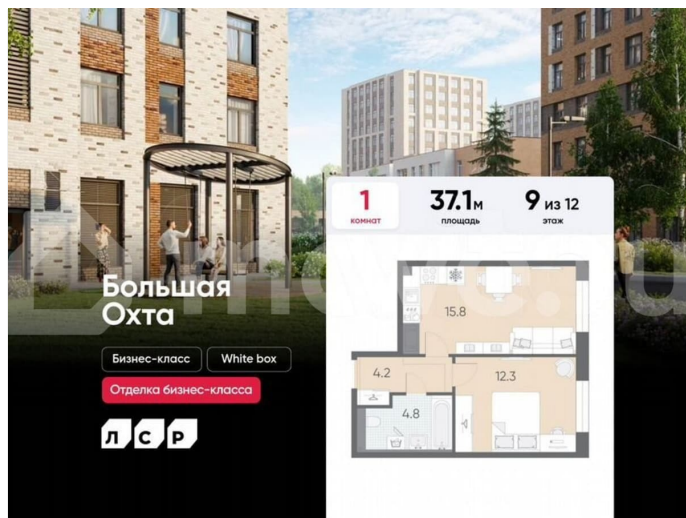 1
комнат
37.1м
площадь
9 из 12
этаж
Большая
Охта
Бизнес-класс
White box
Отделка бизнес-класса
ЛСР
15.8
4.2
12.3
4.8